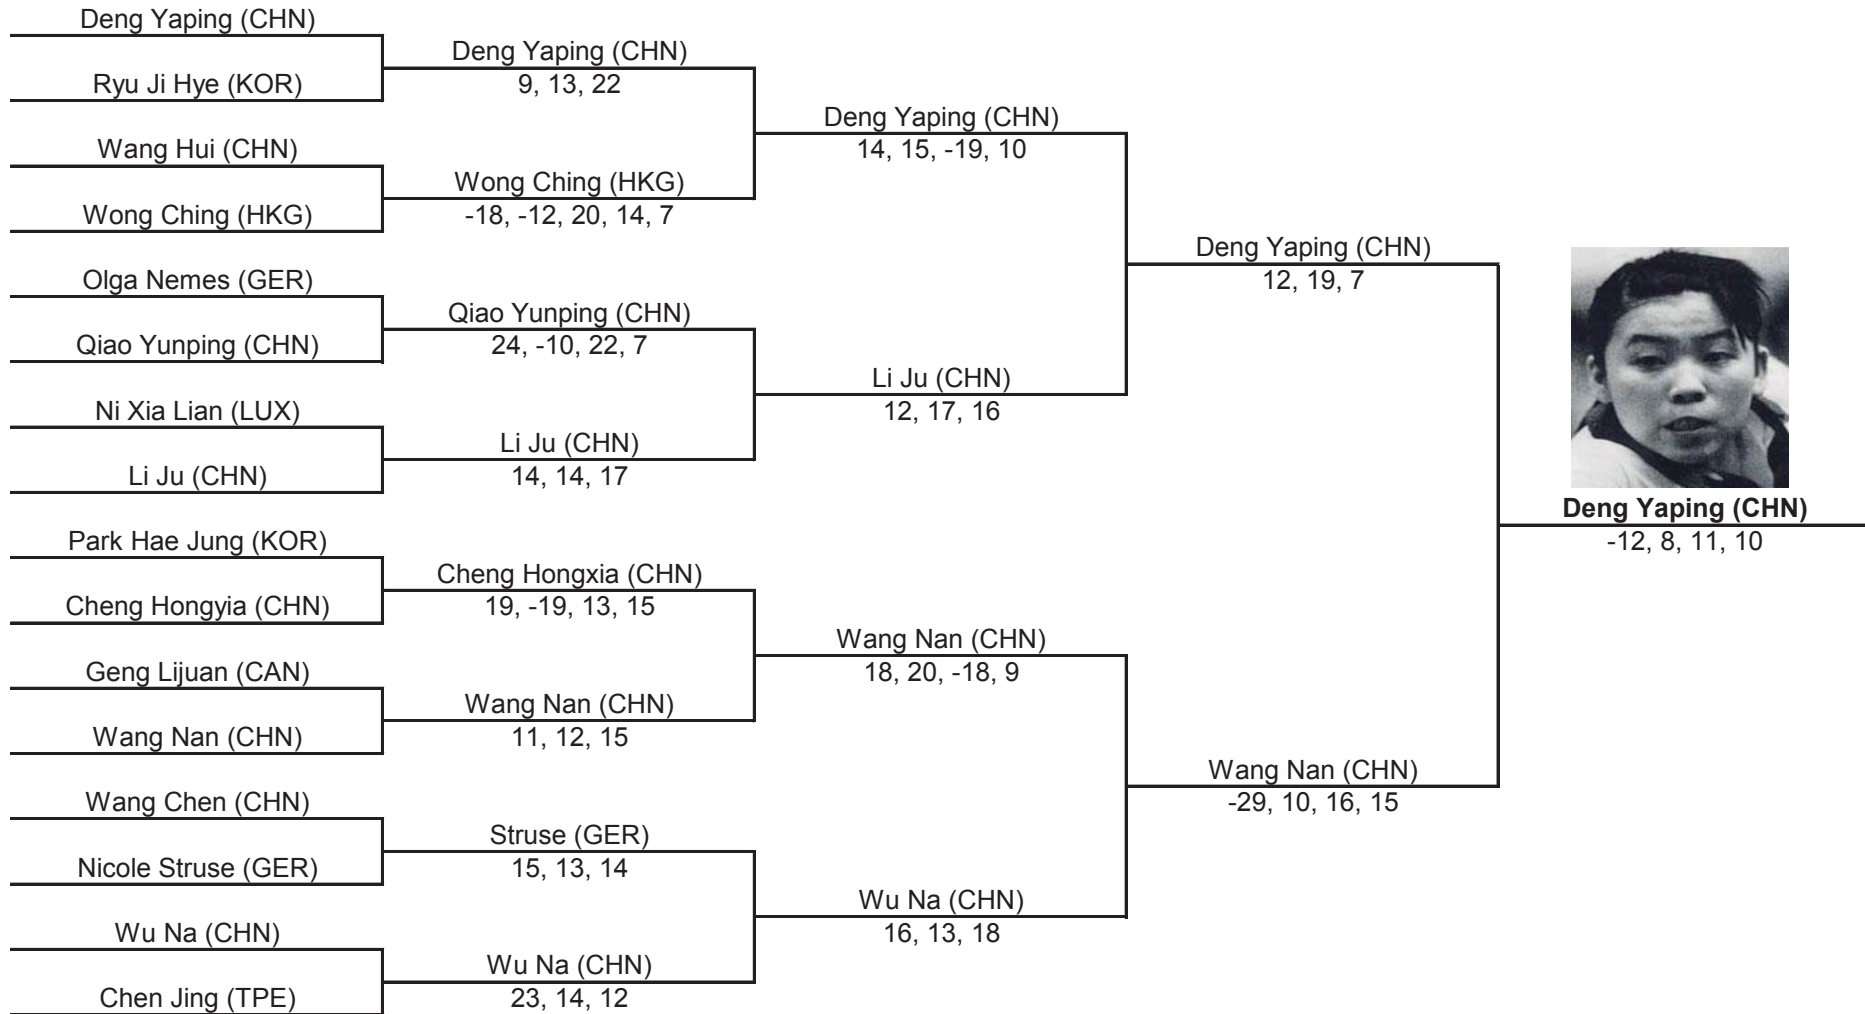 Deng Yaping (CHN)
Ryu Ji Hye (KOR)
Wang Hui (CHN)
Wong Ching (HKG)
Olga Nemes (GER)
Qiao Yunping (CHN)
Ni Xia Lian (LUX)
Li Ju (CHN)
Park Hae Jung (KOR)
Cheng Hongyia (CHN)
Geng Lijuan (CAN)
Wang Nan (CHN)
Wang Chen (CHN)
Nicole Struse (GER)
Wu Na (CHN)
Chen Jing (TPE)
Deng Yaping (CHN)
9, 13, 22
Wong Ching (HKG)
-18, -12, 20, 14, 7
Qiao Yunping (CHN)
24, -10, 22, 7
Li Ju (CHN)
14, 14, 17
Cheng Hongxia (CHN)
19, -19, 13, 15
Wang Nan (CHN)
11, 12, 15
Struse (GER)
15, 13, 14
Wu Na (CHN)
23, 14, 12
Deng Yaping (CHN)
14, 15, -19, 10
Li Ju (CHN)
12, 17, 16
Wang Nan (CHN)
18, 20, -18, 9
Wu Na (CHN)
16, 13, 18
Deng Yaping (CHN)
12, 19, 7
Wang Nan (CHN)
-29, 10, 16, 15
Deng Yaping (CHN)
-12, 8, 11, 10